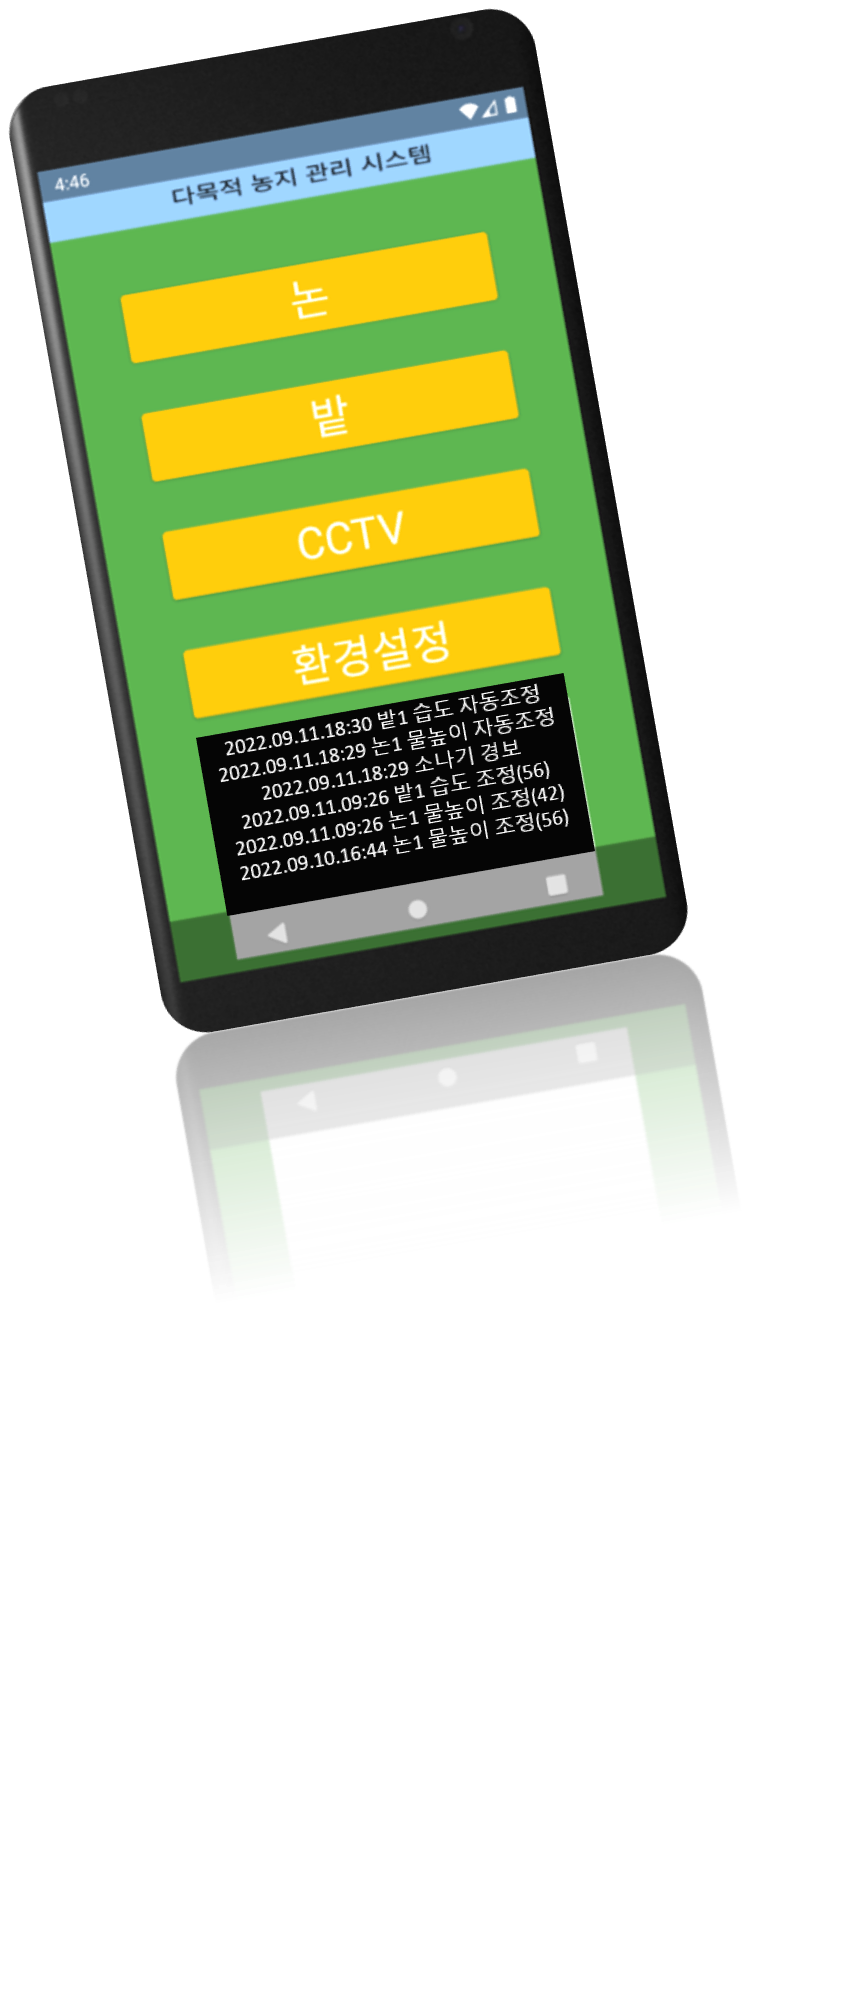 4:46
다목적 농지 관리 시스템
논
밭
CCTV
환경설정
2022.09.11.18:30 밭1 습도 자동조정
2022.09.11.18:29 논1 물높이 자동조정
2022.09.11.18:29 소나기 경보
2022.09.11.09:26 밭1 습도 조정(56)
2022.09.11.09:26 논1 물높이 조정(42)
2022.09.10.16:44 논1 물높이 조정(56)